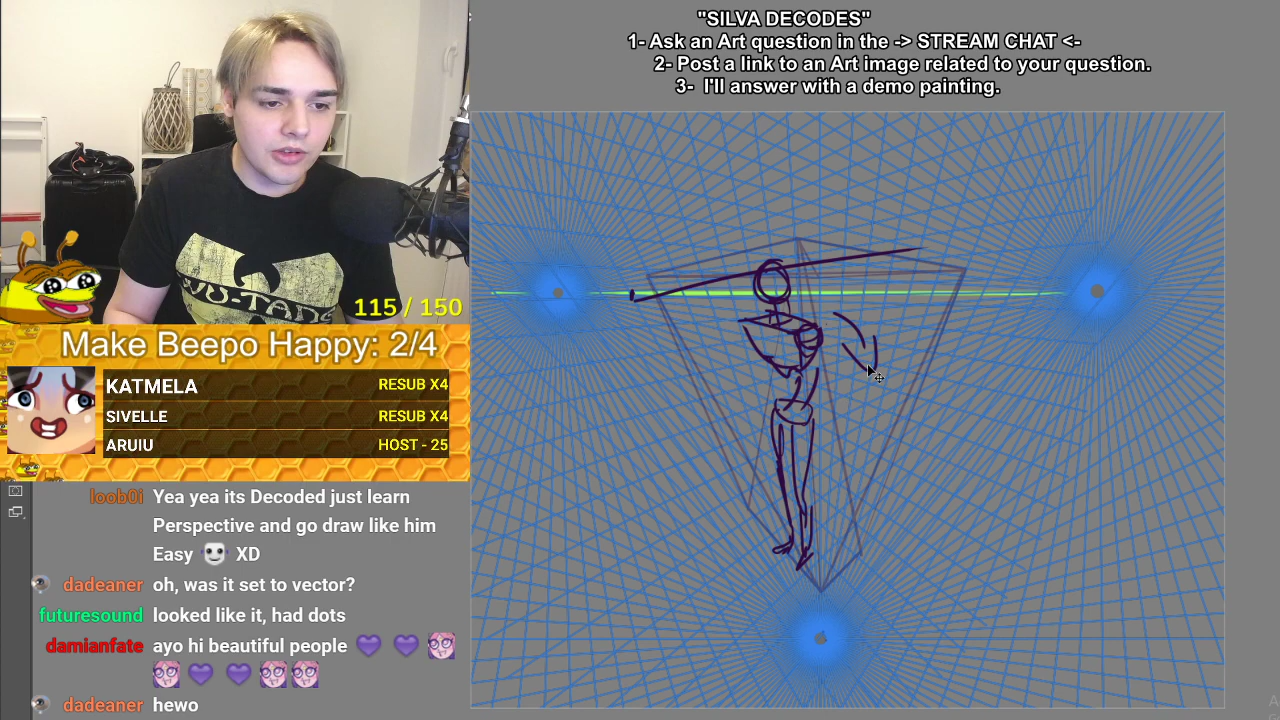 "SILVA DECODES"
1- Ask an Art question in the -> STREAM CHAT <-
2- Post a link to an Art image related to your question.
3- I'll answer with a demo painting.
WU-TANG
115 / 150
Make Beepo Happy: 2/4
KATMELA RESUB X4
SIVELLE RESUB X4
ARUIU HOST - 25
loob0i Yea yea its Decoded just learn
Perspective and go draw like him
Easy XD
dadeaner oh, was it set to vector?
futuresound looked like it, had dots
damianfate ayo hi beautiful people
dadeaner hewo